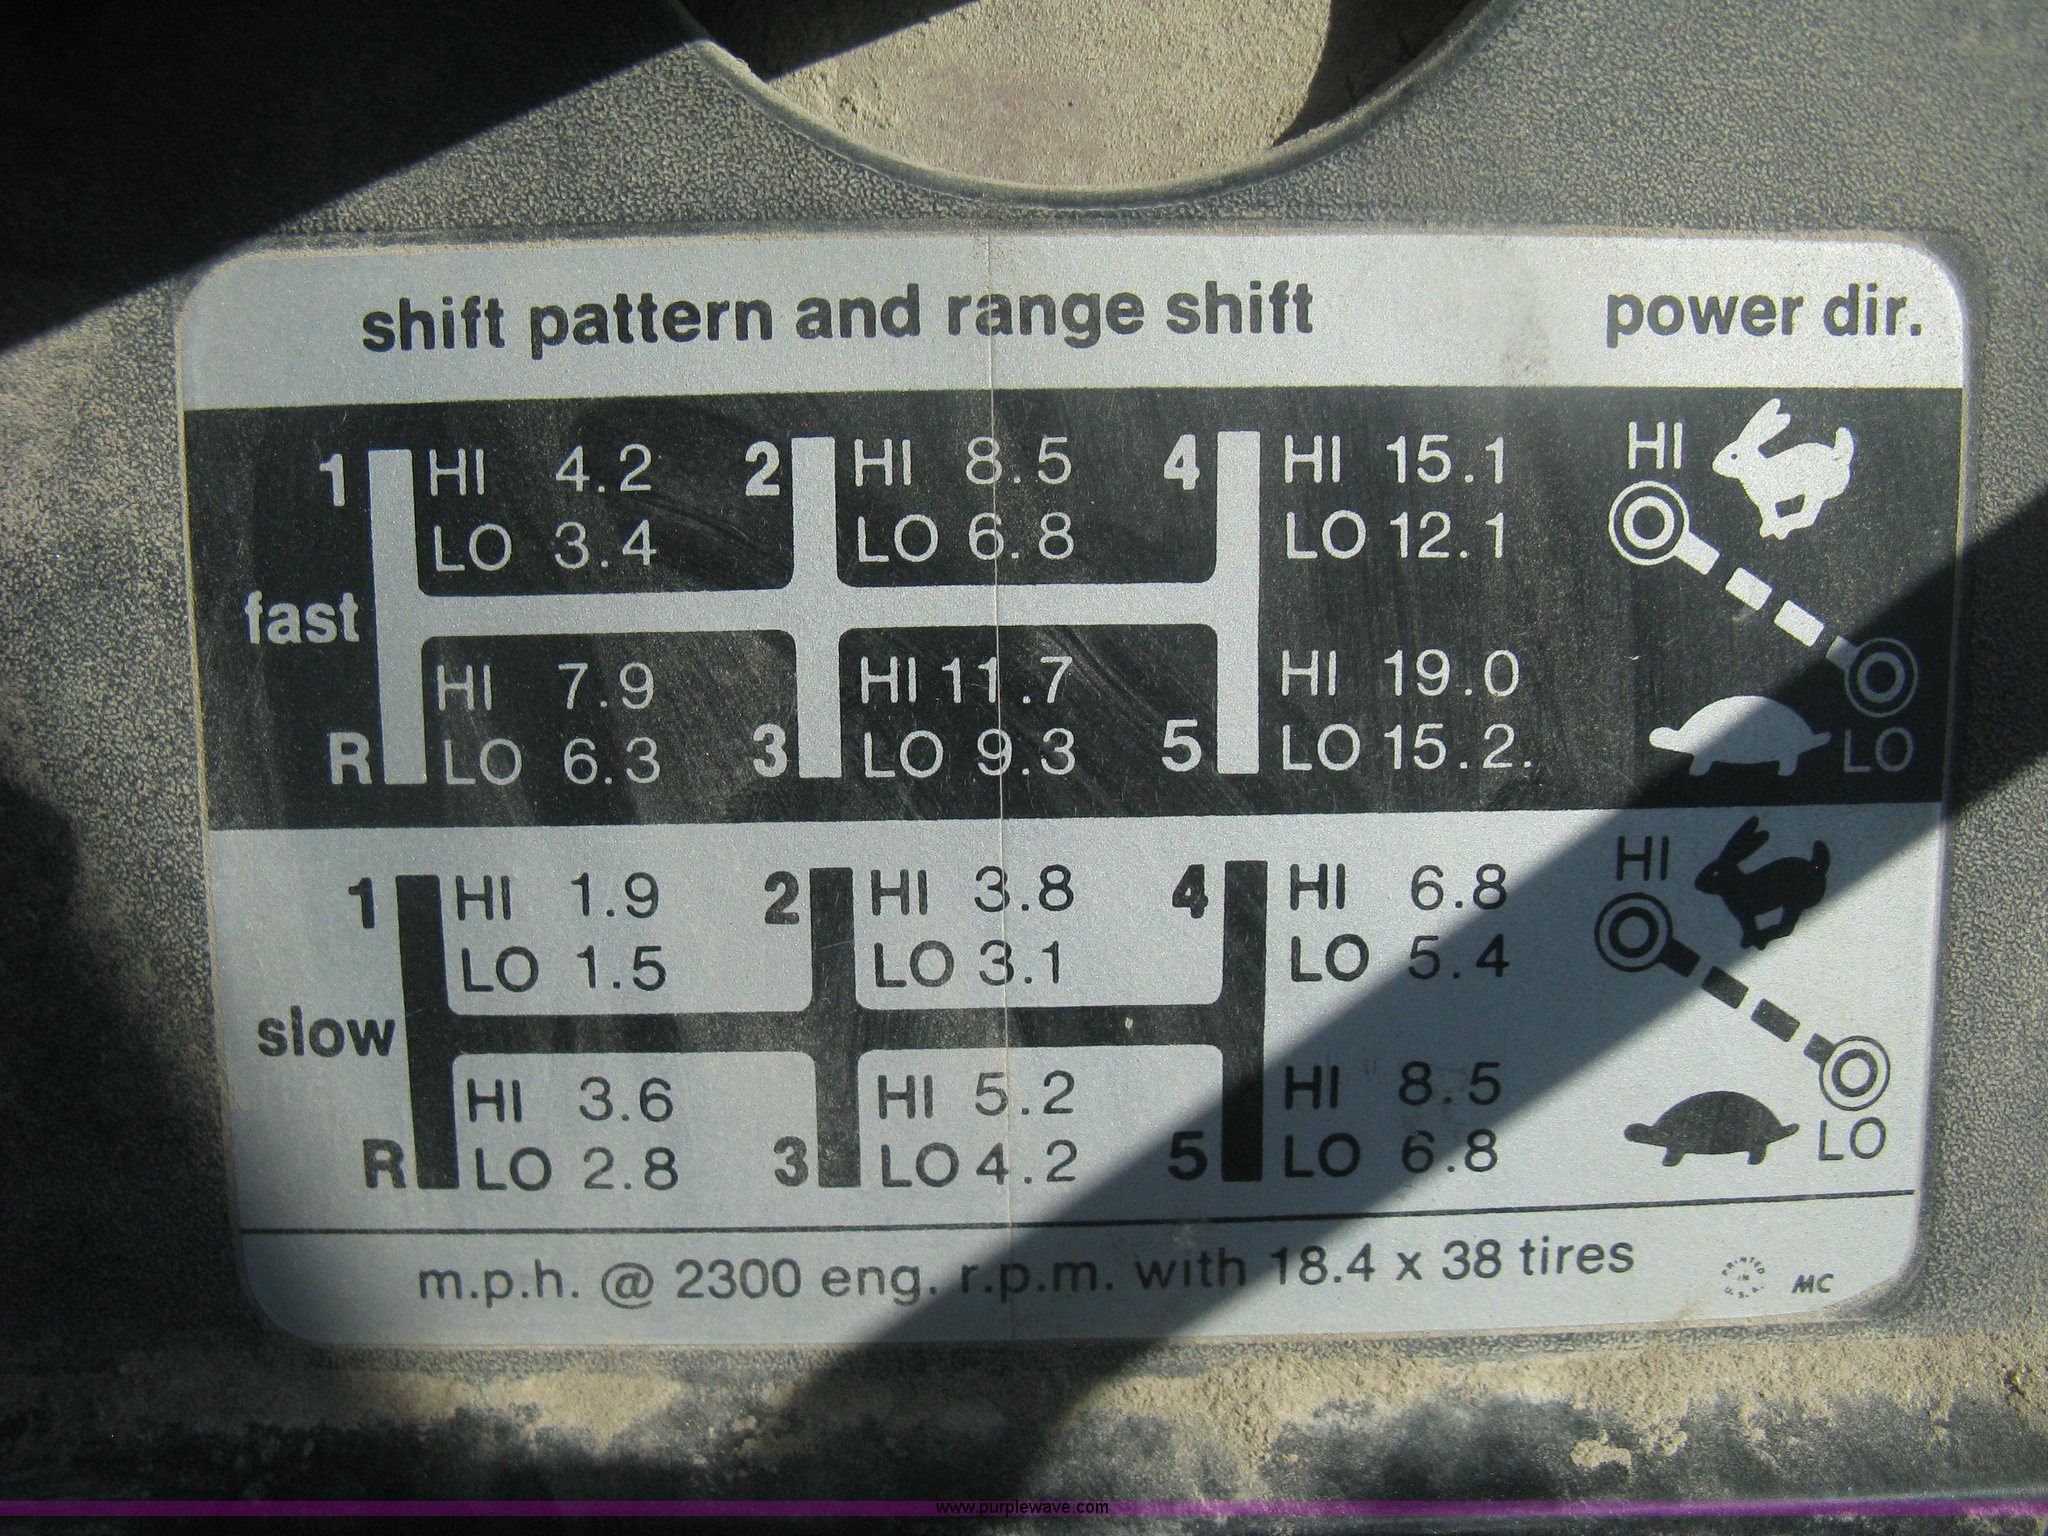 shift pattern and range shift power dir.
1 HI 4.2 2 HI 8.5 4 HI 15.1 HI
LO 3.4 LO 6.8 LO 12.1
fast
HI 7.9 HI 11.7 HI 19.0
R LO 6.3 3 LO 9.3 5 LO 15.2. LO
1 HI 1.9 2 HI 3.8 4 HI 6.8 HI
LO 1.5 LO 3.1 LO 5.4
slow
HI 3.6 HI 5.2 HI 8.5
R LO 2.8 3 LO 4.2 5 LO 6.8 LO
m.p.h. @ 2300 eng. r.p.m. with 18.4 x 38 tires PRINTED IN U.S.A. MC
www.purplewave.com